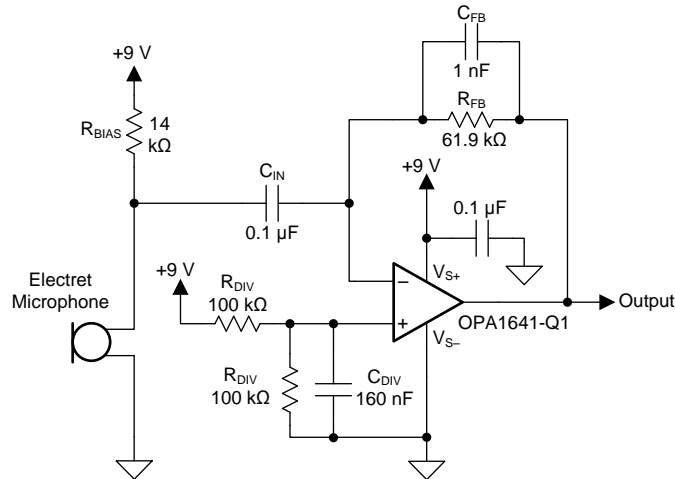 C_FB
1 nF
+9 V
R_FB
61.9 kΩ
R_BIAS
14
kΩ
C_IN
0.1 µF
+9 V
0.1 µF
Electret
Microphone
+9 V
R_DIV
100 kΩ
V_S+
−
+
OPA1641-Q1
Output
V_S–
R_DIV
100 kΩ
C_DIV
160 nF